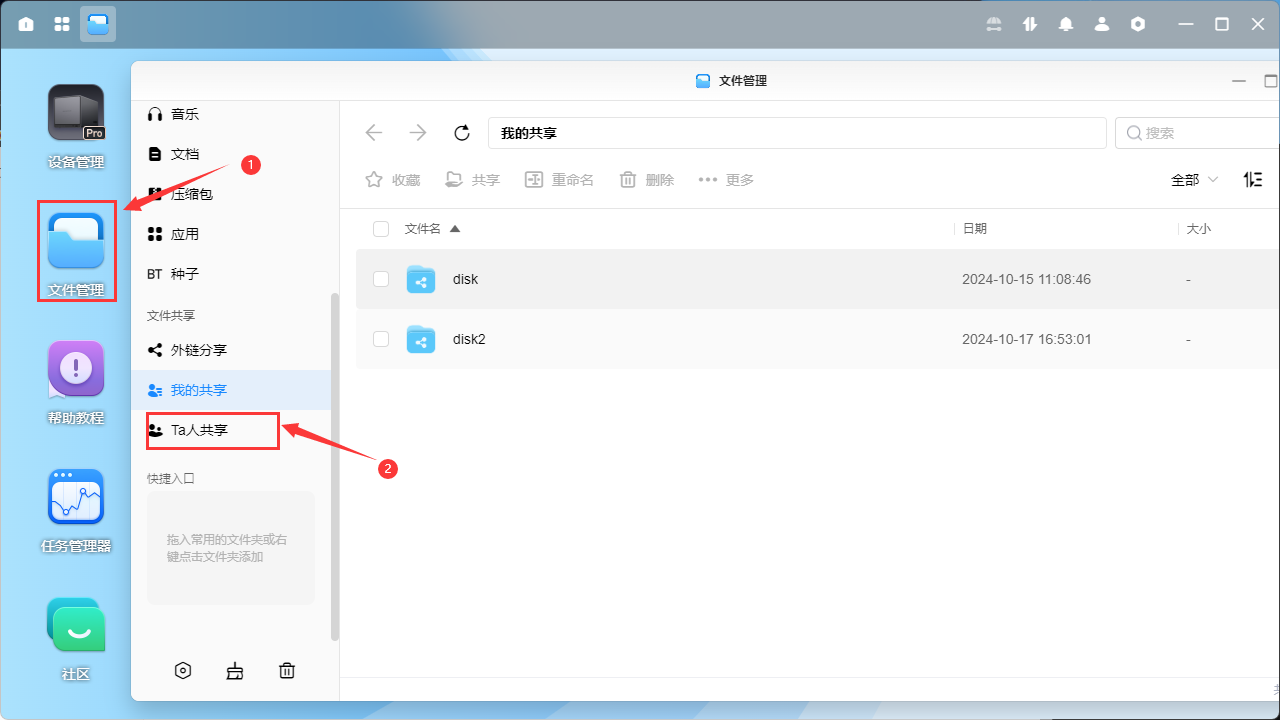 文件管理
Pro
设备管理
文件管理
帮助教程
任务管理器
社区
音乐
文档
压缩包
应用
BT 种子
文件共享
外链分享
我的共享
Ta人共享
快捷入口
拖入常用的文件夹或右
键点击文件夹添加
1
2
我的共享
搜索
收藏 共享 重命名 删除 更多
全部
文件名 日期 大小
disk 2024-10-15 11:08:46 -
disk2 2024-10-17 16:53:01 -